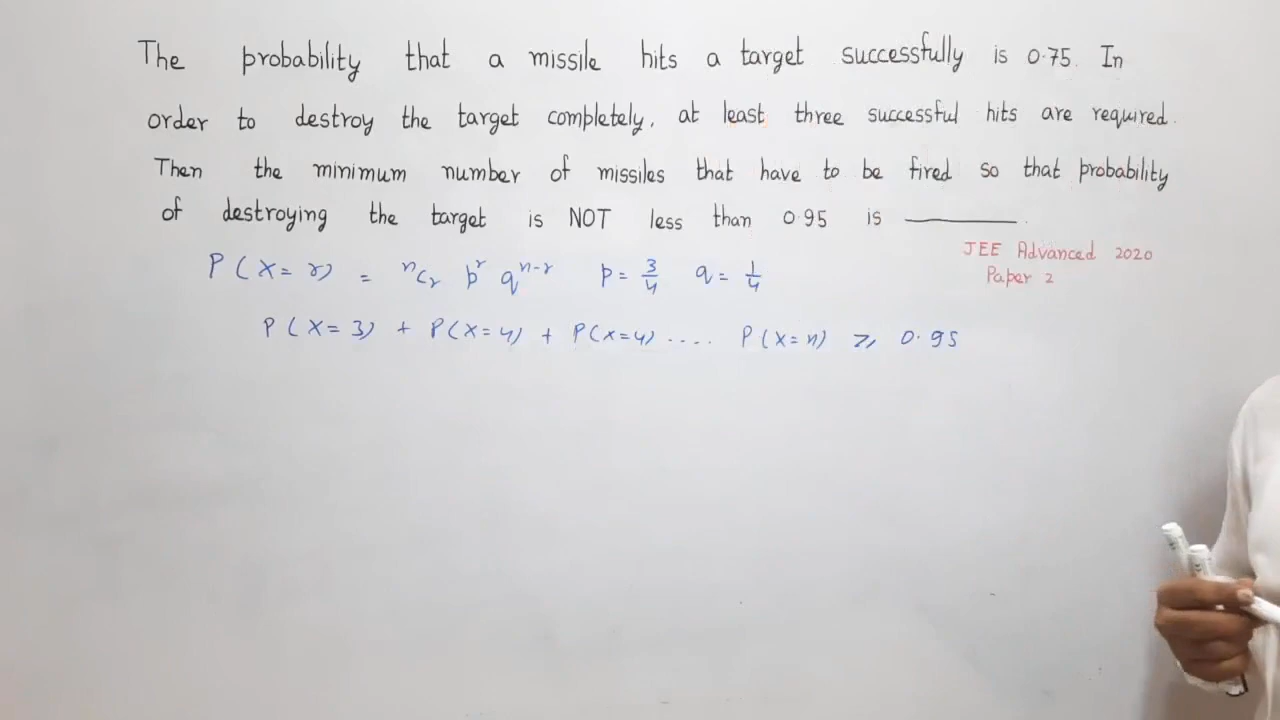 The probability that a missile hits a target successfully is 0.75. In
order to destroy the target completely, at least three successful hits are required.
Then the minimum number of missiles that have to be fired so that probability
of destroying the target is NOT less than 0.95 is ________.
JEE Advanced 2020
Paper 2
P(X=r) = ⁿCᵣ pʳ qⁿ⁻ʳ p = 3/4 q = 1/4
P(X=3) + P(X=4) + P(X=4) .... P(X=n) ⩾ 0.95